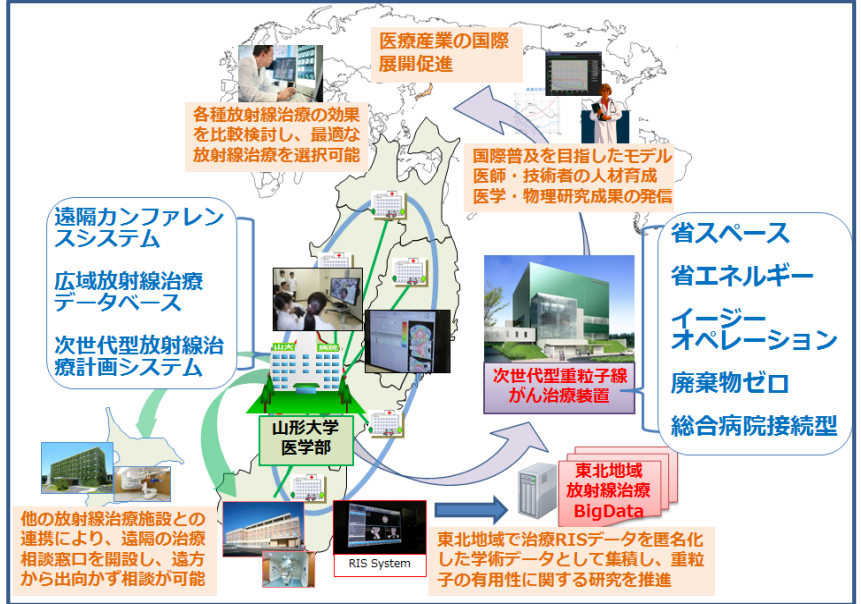 医療産業の国際
展開促進
各種放射線治療の効果
を比較検討し、最適な
放射線治療を選択可能
国際普及を目指したモデル
医師・技術者の人材育成
医学・物理研究成果の発信
遠隔カンファレン
スシステム
広域放射線治療
データベース
次世代型放射線治
療計画システム
省スペース
省エネルギー
イージー
オペレーション
廃棄物ゼロ
総合病院接続型
山大 病院
次世代型重粒子線
がん治療装置
山形大学
医学部
東北地域
放射線治療
BigData
他の放射線治療施設との
連携により、遠隔の治療
相談窓口を開設し、遠方
から出向かず相談が可能
RIS System
東北地域で治療RISデータを匿名化
した学術データとして集積し、重粒
子の有用性に関する研究を推進